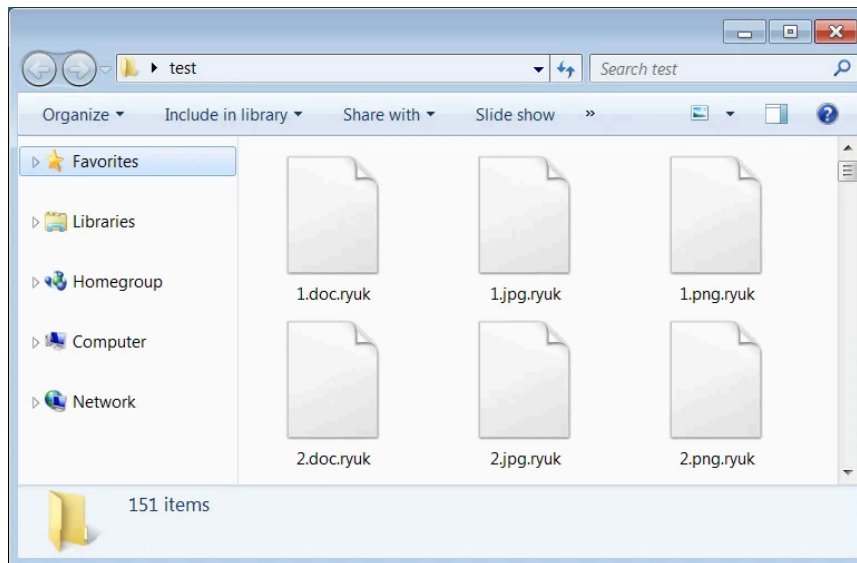 test
Search test
Organize
Include in library
Share with
Slide show
»
Favorites
Libraries
Homegroup
Computer
Network
1.doc.ryuk
1.jpg.ryuk
1.png.ryuk
2.doc.ryuk
2.jpg.ryuk
2.png.ryuk
151 items